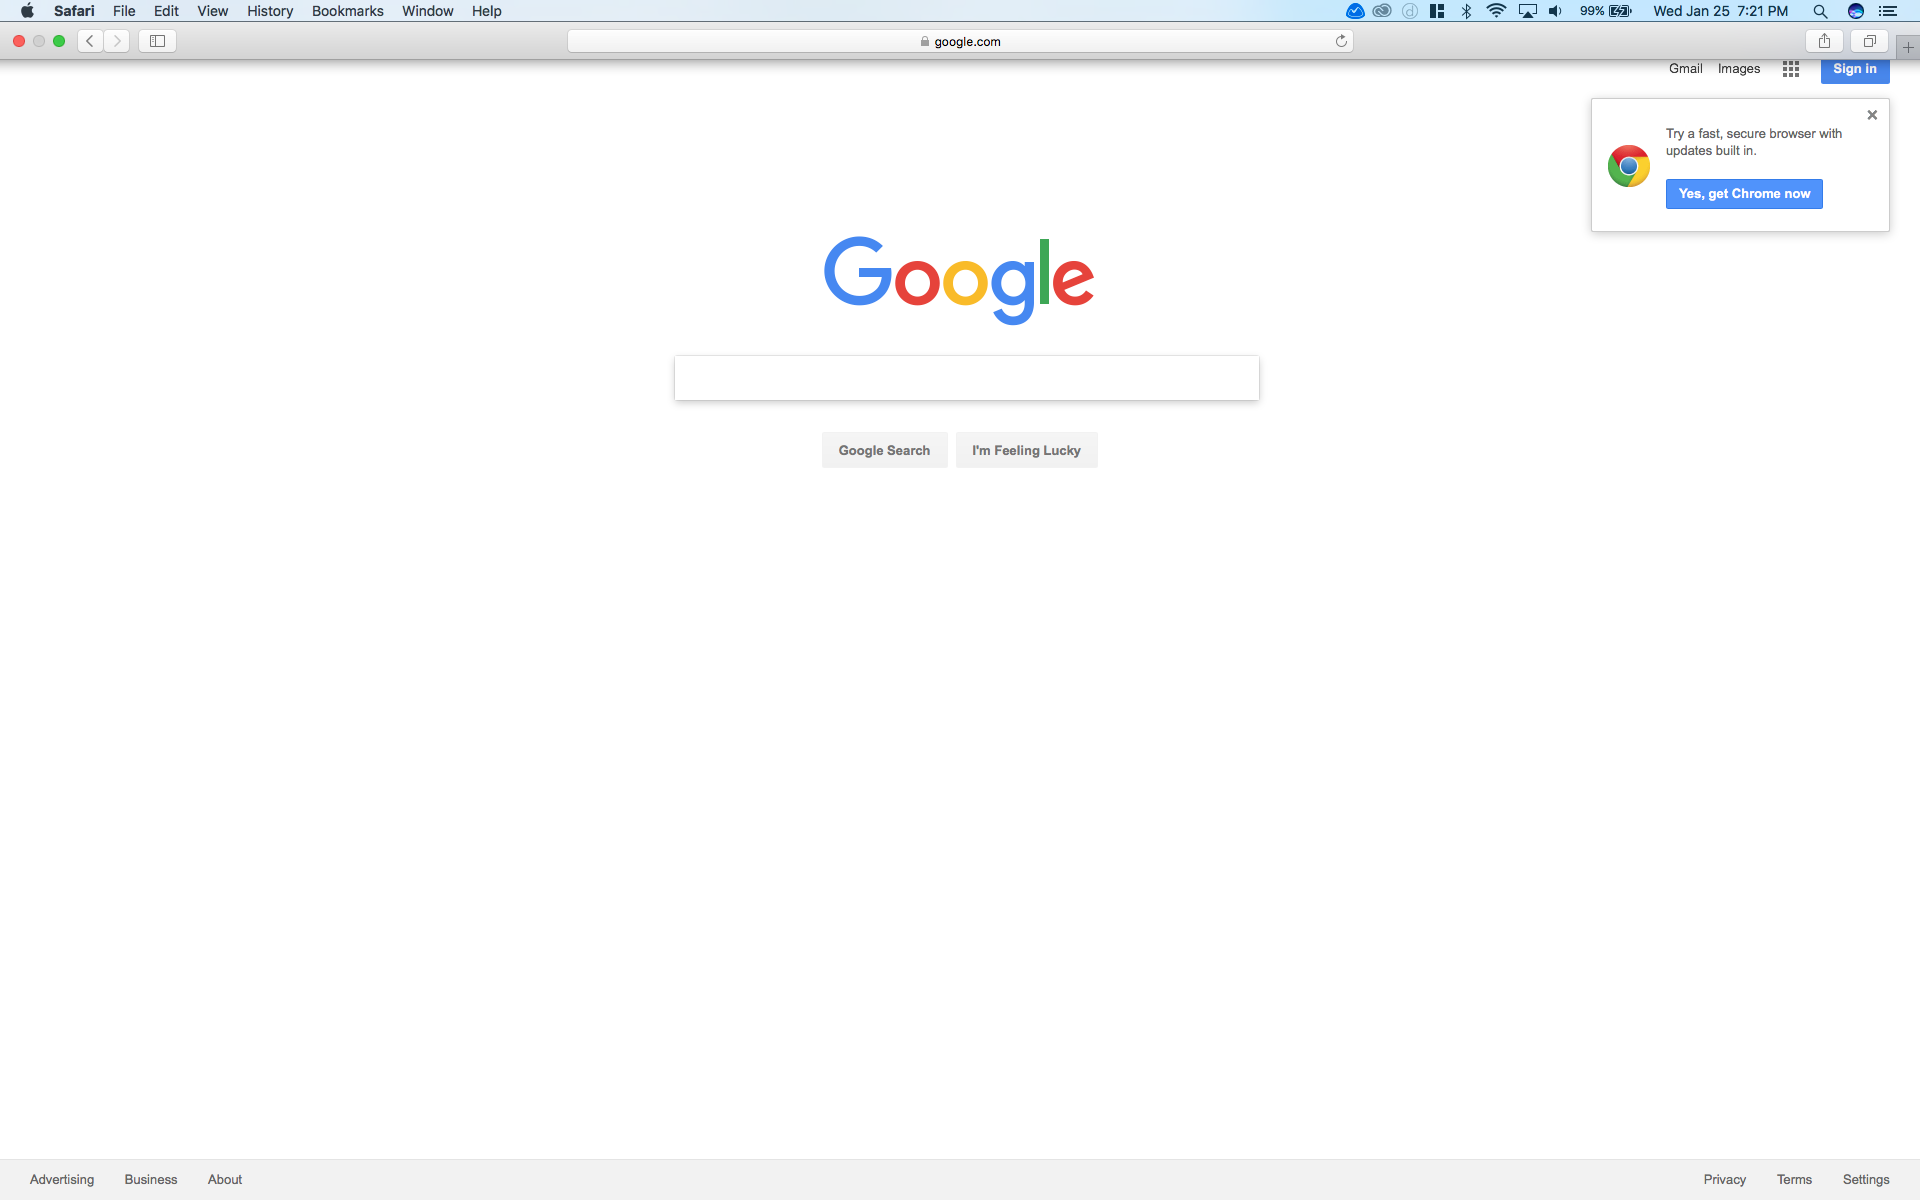 Safari File Edit View History Bookmarks Window Help 99% Wed Jan 25 7:21 PM
google.com
Gmail Images Sign in
Try a fast, secure browser with
updates built in.
Yes, get Chrome now
Google
Google Search I'm Feeling Lucky
Advertising Business About Privacy Terms Settings